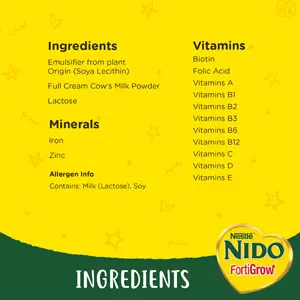 Ingredients
Emulsifier from plant
Origin (Soya Lecithin)
Full Cream Cow's Milk Powder
Lactose
Minerals
Iron
Zinc
Allergen Info
Contains: Milk (Lactose), Soy
Vitamins
Biotin
Folic Acid
Vitamins A
Vitamins B1
Vitamins B2
Vitamins B3
Vitamins B6
Vitamins B12
Vitamins C
Vitamins D
Vitamins E
Nestlé
NIDO
FortiGrow
INGREDIENTS